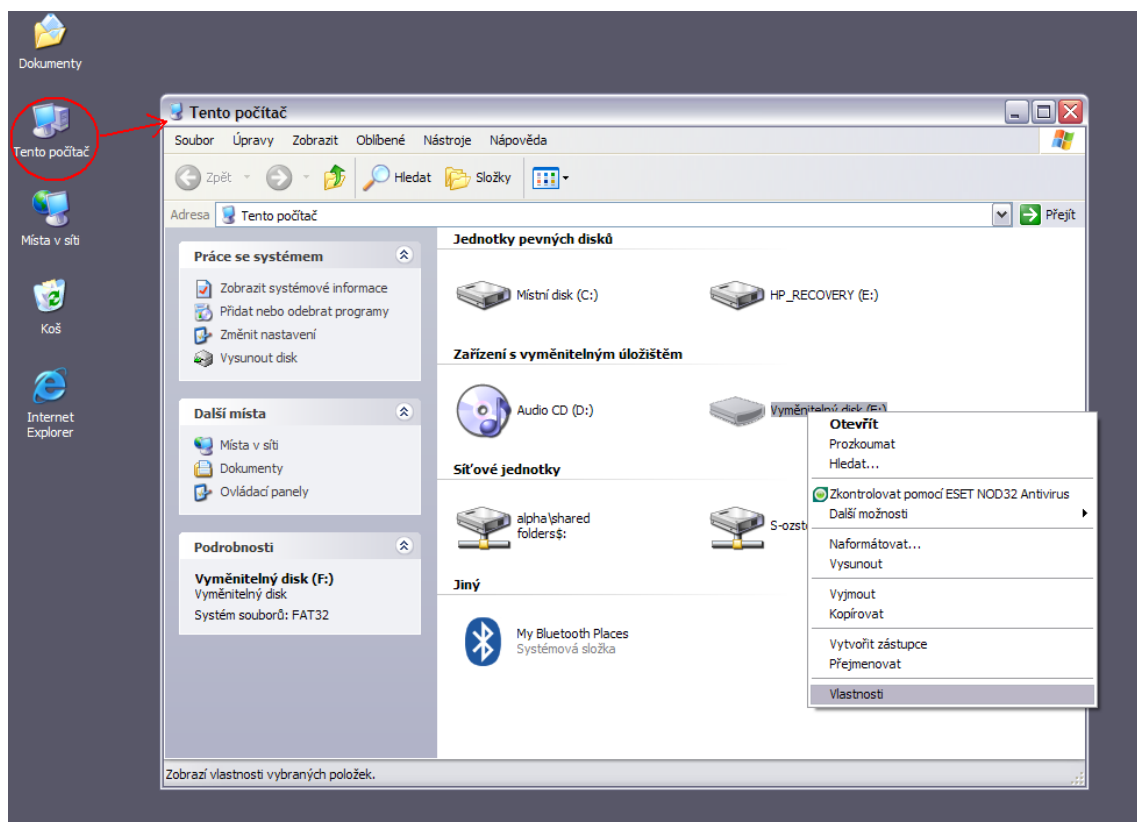 Dokumenty
Tento počítač
Místa v síti
Koš
Internet
Explorer
Tento počítač
Soubor Úpravy Zobrazit Oblíbené Nástroje Nápověda
Zpět Hledat Složky
Adresa Tento počítač Přejít
Práce se systémem
Zobrazit systémové informace
Přidat nebo odebrat programy
Změnit nastavení
Vysunout disk
Další místa
Místa v síti
Dokumenty
Ovládací panely
Podrobnosti
Vyměnitelný disk (F:)
Vyměnitelný disk
Systém souborů: FAT32
Jednotky pevných disků
Místní disk (C:)
HP_RECOVERY (E:)
Zařízení s vyměnitelným úložištěm
Audio CD (D:)
Vyměnitelný disk (F:)
Síťové jednotky
alpha\shared
folders$:
S-ozst
Jiný
My Bluetooth Places
Systémová složka
Otevřít
Prozkoumat
Hledat...
Zkontrolovat pomocí ESET NOD32 Antivirus
Další možnosti
Naformátovat...
Vysunout
Vyjmout
Kopírovat
Vytvořit zástupce
Přejmenovat
Vlastnosti
Zobrazí vlastnosti vybraných položek.